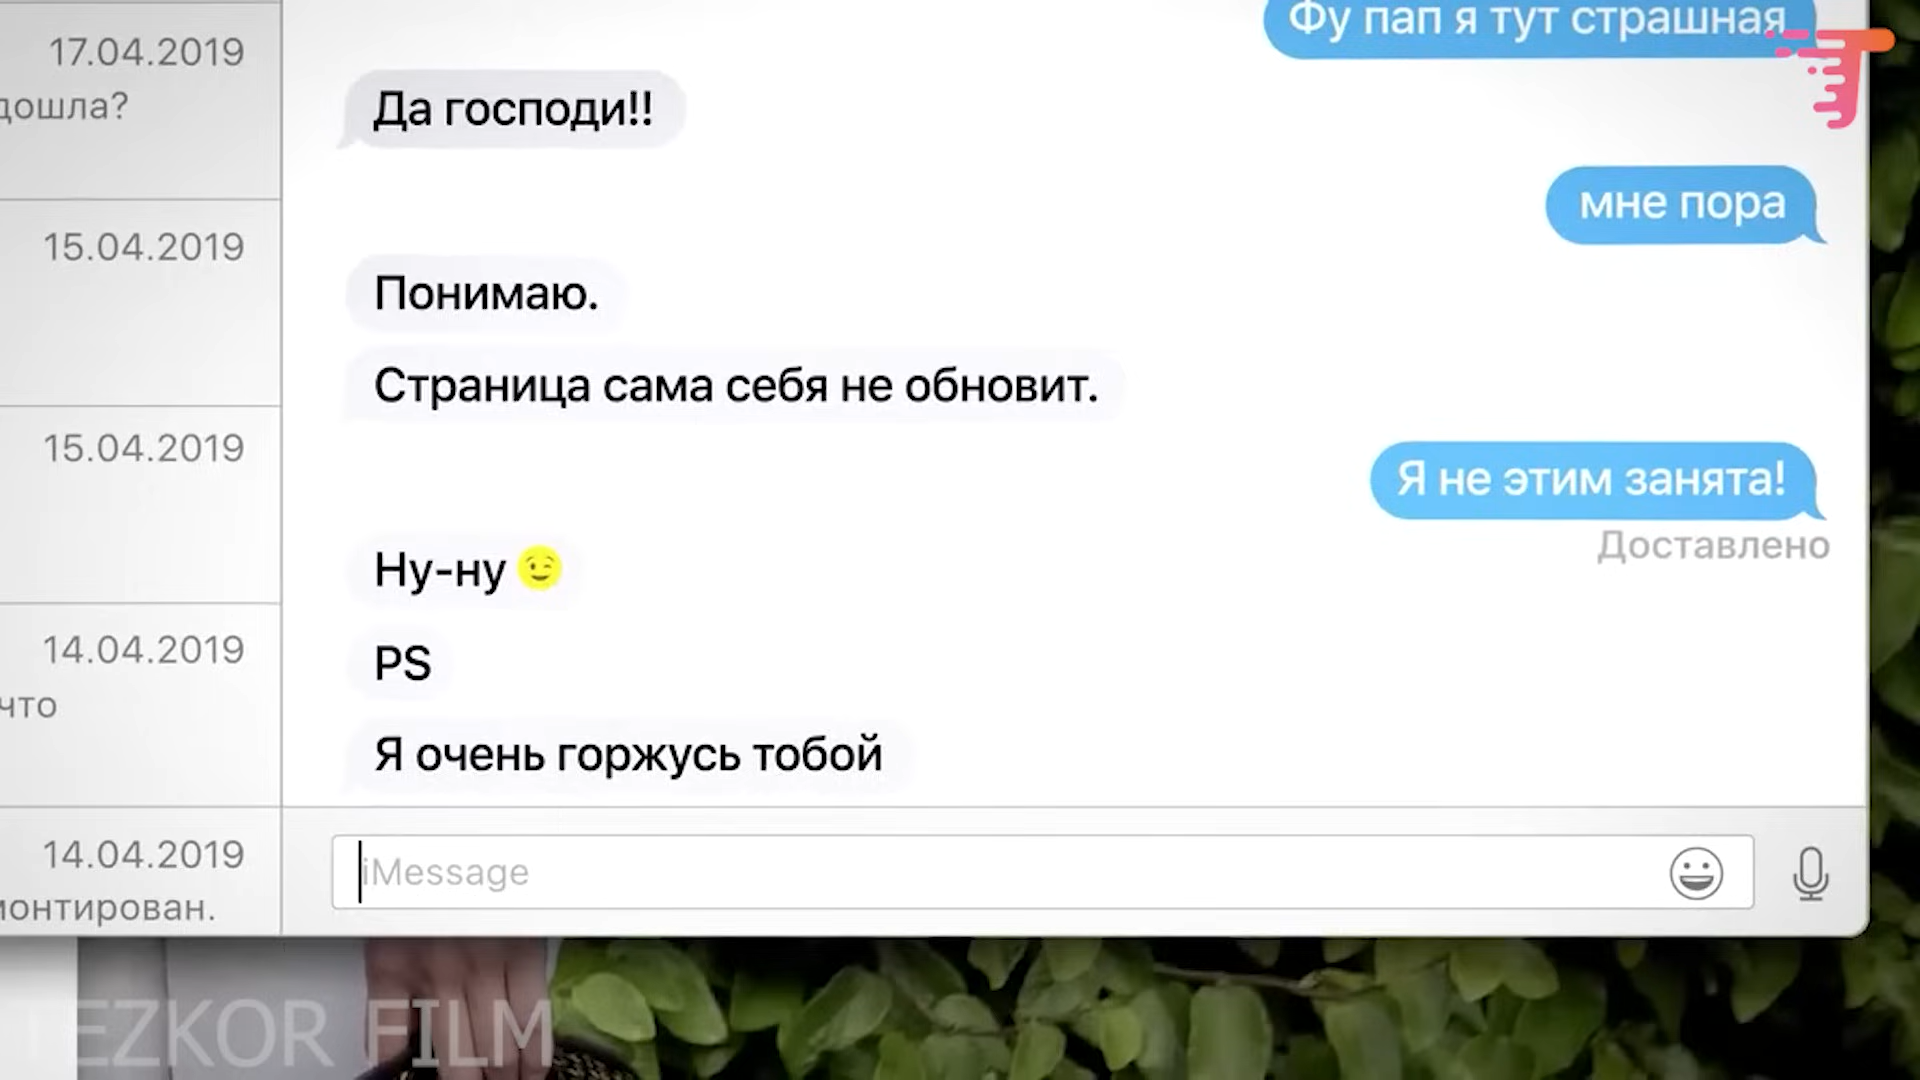 17.04.2019
дошла?
15.04.2019
15.04.2019
14.04.2019
что
14.04.2019
монтирован.
Фу пап я тут страшная
Да господи!!
мне пора
Понимаю.
Страница сама себя не обновит.
Я не этим занята!
Доставлено
Ну-ну 😉
PS
Я очень горжусь тобой
iMessage
TEZKOR FILM